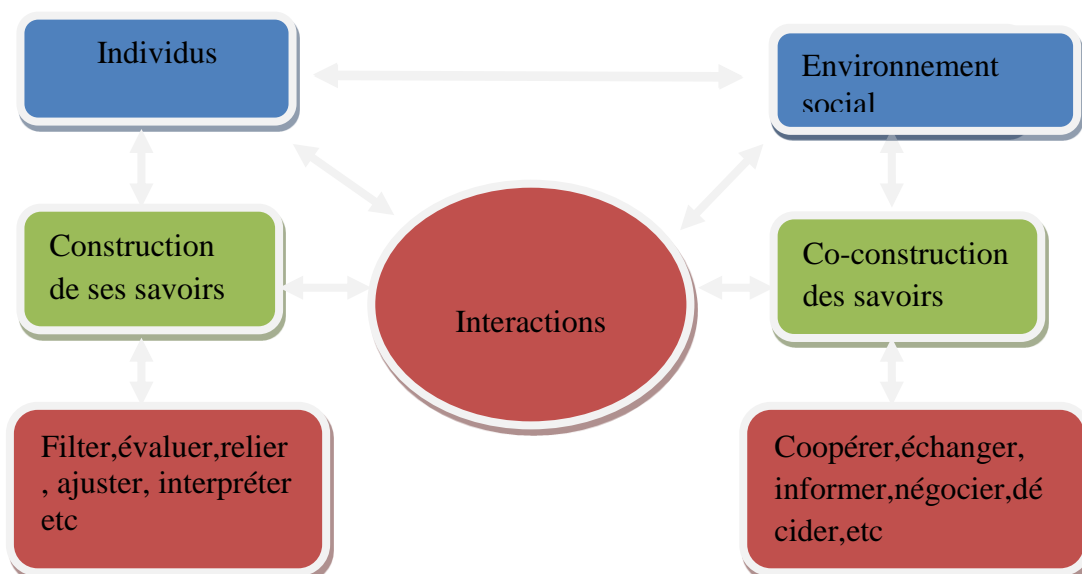 Individus
Environnement
social
Construction
de ses savoirs
Interactions
Co-construction
des savoirs
Filter,évaluer,relier
, ajuster, interpréter
etc
Coopérer,échanger,
informer,négocier,dé
cider,etc